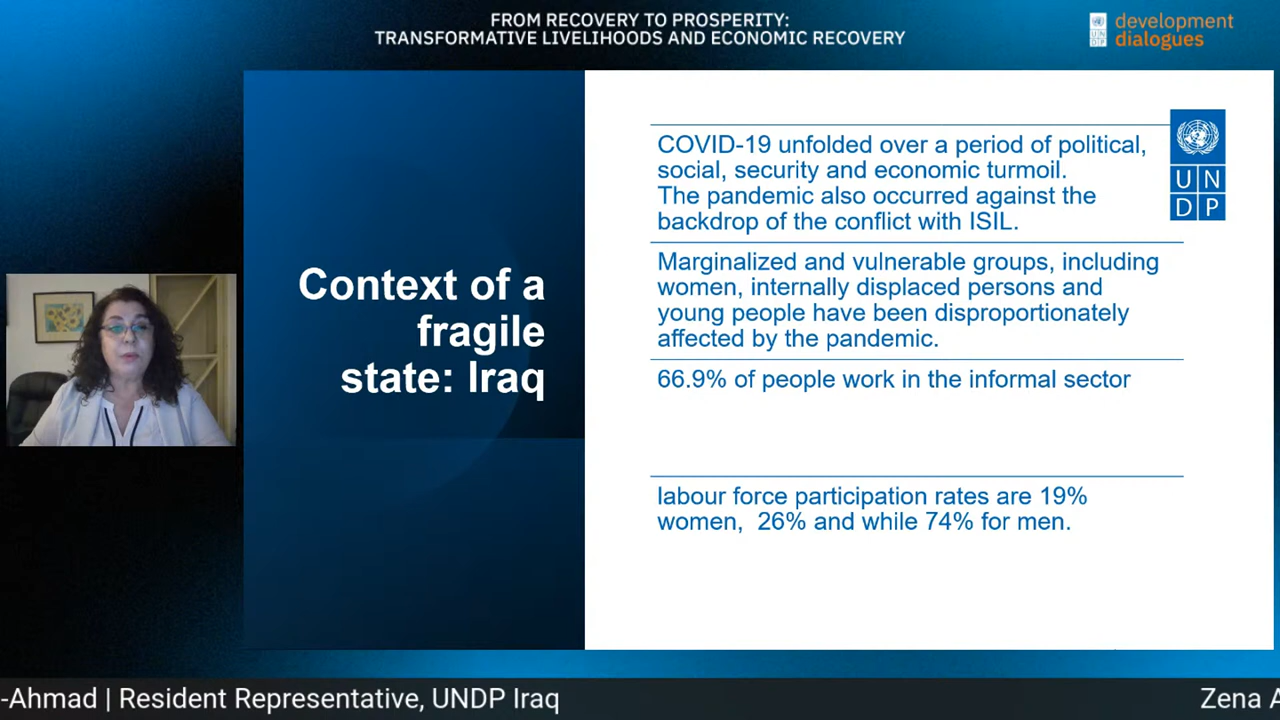 FROM RECOVERY TO PROSPERITY:
TRANSFORMATIVE LIVELIHOODS AND ECONOMIC RECOVERY
UN
DP
development
dialogues
Context of a
fragile
state: Iraq
COVID-19 unfolded over a period of political,
social, security and economic turmoil.
The pandemic also occurred against the
backdrop of the conflict with ISIL.
U N
D P
Marginalized and vulnerable groups, including
women, internally displaced persons and
young people have been disproportionately
affected by the pandemic.
66.9% of people work in the informal sector
labour force participation rates are 19%
women,  26% and while 74% for men.
-Ahmad | Resident Representative, UNDP Iraq
Zena A